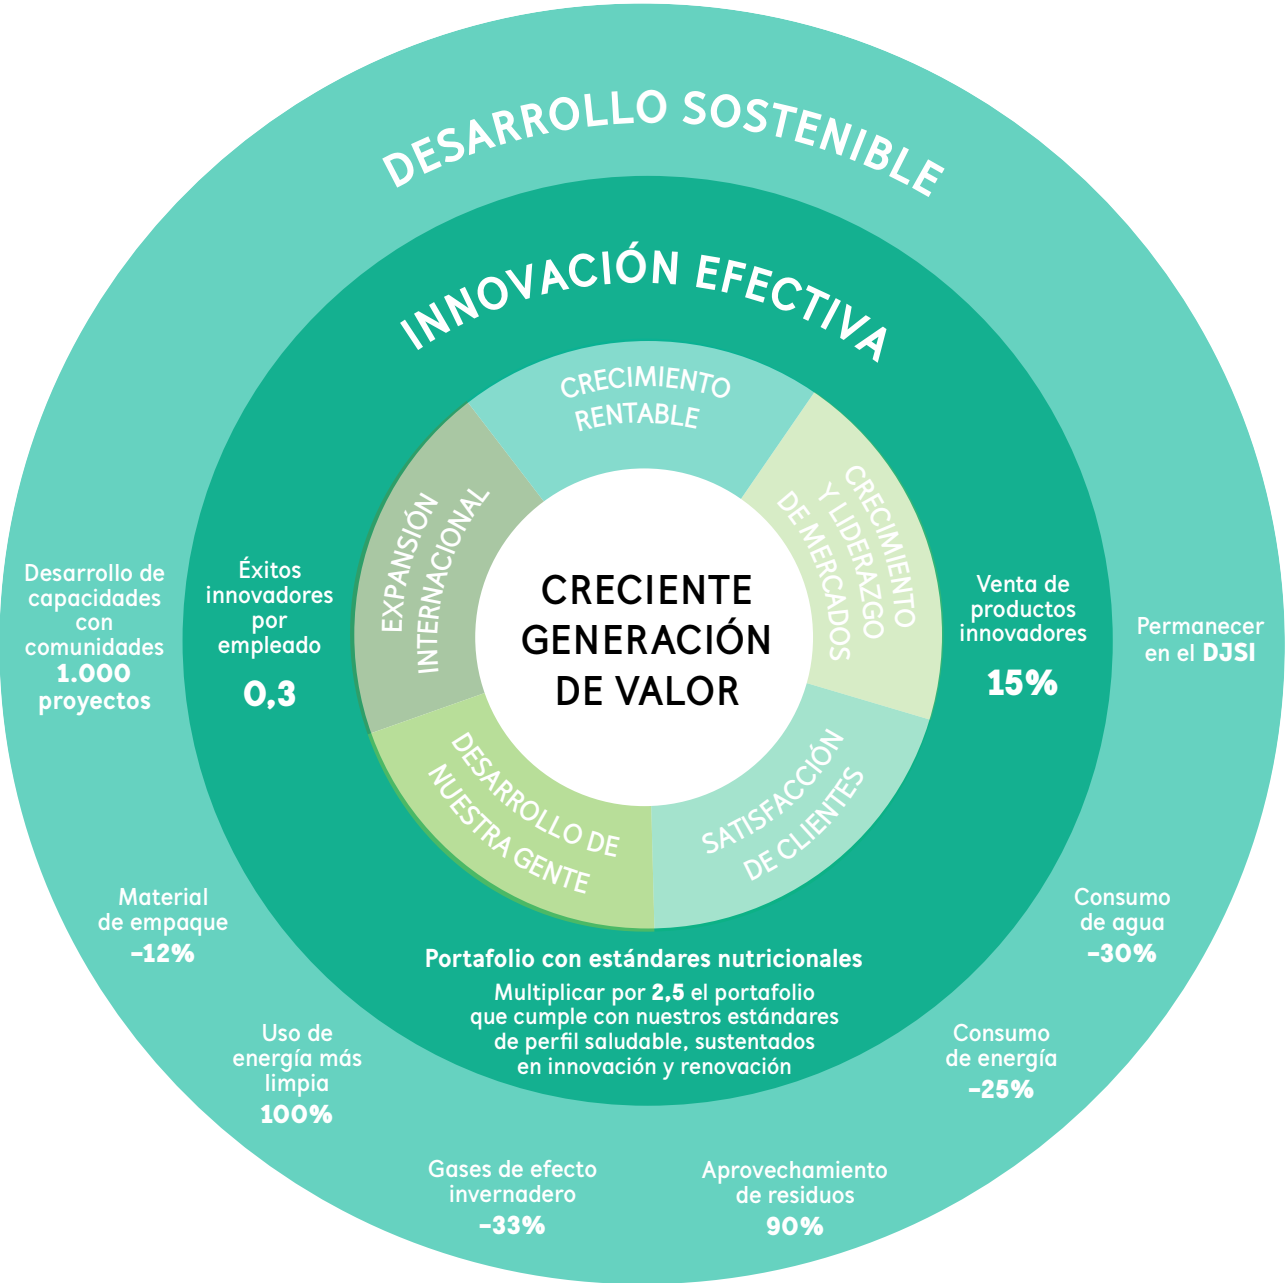 DESARROLLO SOSTENIBLE
INNOVACIÓN EFECTIVA
CRECIMIENTO
RENTABLE
CRECIMIENTO
Y LIDERAZGO
DE MERCADOS
SATISFACCIÓN
DE CLIENTES
DESARROLLO DE
NUESTRA GENTE
EXPANSIÓN
INTERNACIONAL
CRECIENTE
GENERACIÓN
DE VALOR
Desarrollo de
capacidades
con
comunidades
1.000
proyectos
Éxitos
innovadores
por
empleado
0,3
Venta de
productos
innovadores
15%
Permanecer
en el DJSI
Material
de empaque
-12%
Portafolio con estándares nutricionales
Multiplicar por 2,5 el portafolio
que cumple con nuestros estándares
de perfil saludable, sustentados
en innovación y renovación
Consumo
de agua
-30%
Uso de
energía más
limpia
100%
Consumo
de energía
-25%
Gases de efecto
invernadero
-33%
Aprovechamiento
de residuos
90%